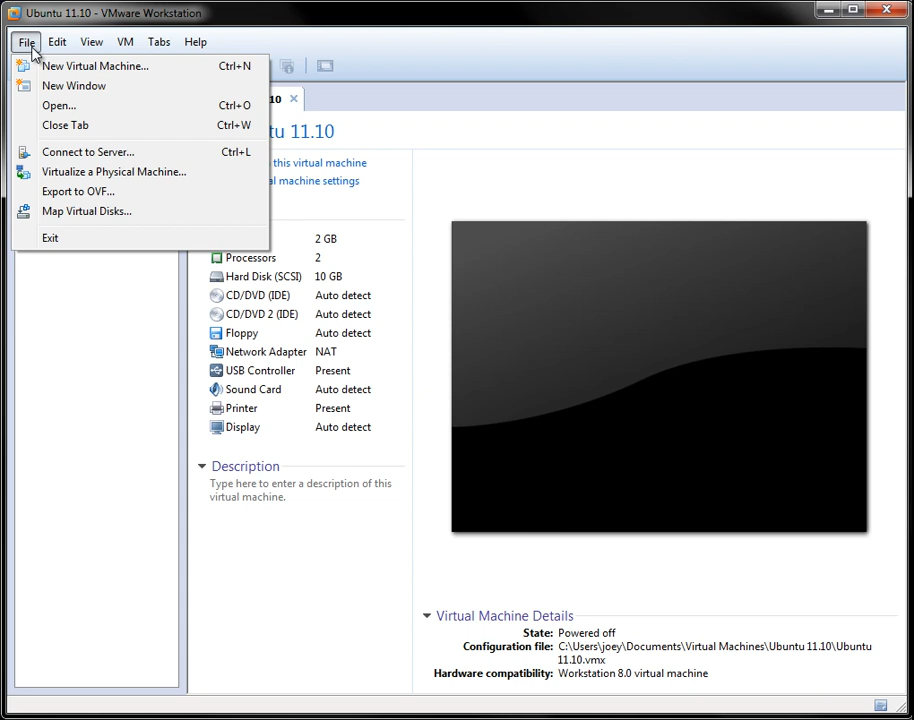 Ubuntu 11.10 - VMware Workstation
File Edit View VM Tabs Help
New Virtual Machine... Ctrl+N
New Window
Open... Ctrl+O
Close Tab Ctrl+W
Connect to Server... Ctrl+L
Virtualize a Physical Machine...
Export to OVF...
Map Virtual Disks...
Exit
10
tu 11.10
this virtual machine
al machine settings
2 GB
Processors 2
Hard Disk (SCSI) 10 GB
CD/DVD (IDE) Auto detect
CD/DVD 2 (IDE) Auto detect
Floppy Auto detect
Network Adapter NAT
USB Controller Present
Sound Card Auto detect
Printer Present
Display Auto detect
Description
Type here to enter a description of this
virtual machine.
Virtual Machine Details
State: Powered off
Configuration file: C:\Users\joey\Documents\Virtual Machines\Ubuntu 11.10\Ubuntu
11.10.vmx
Hardware compatibility: Workstation 8.0 virtual machine